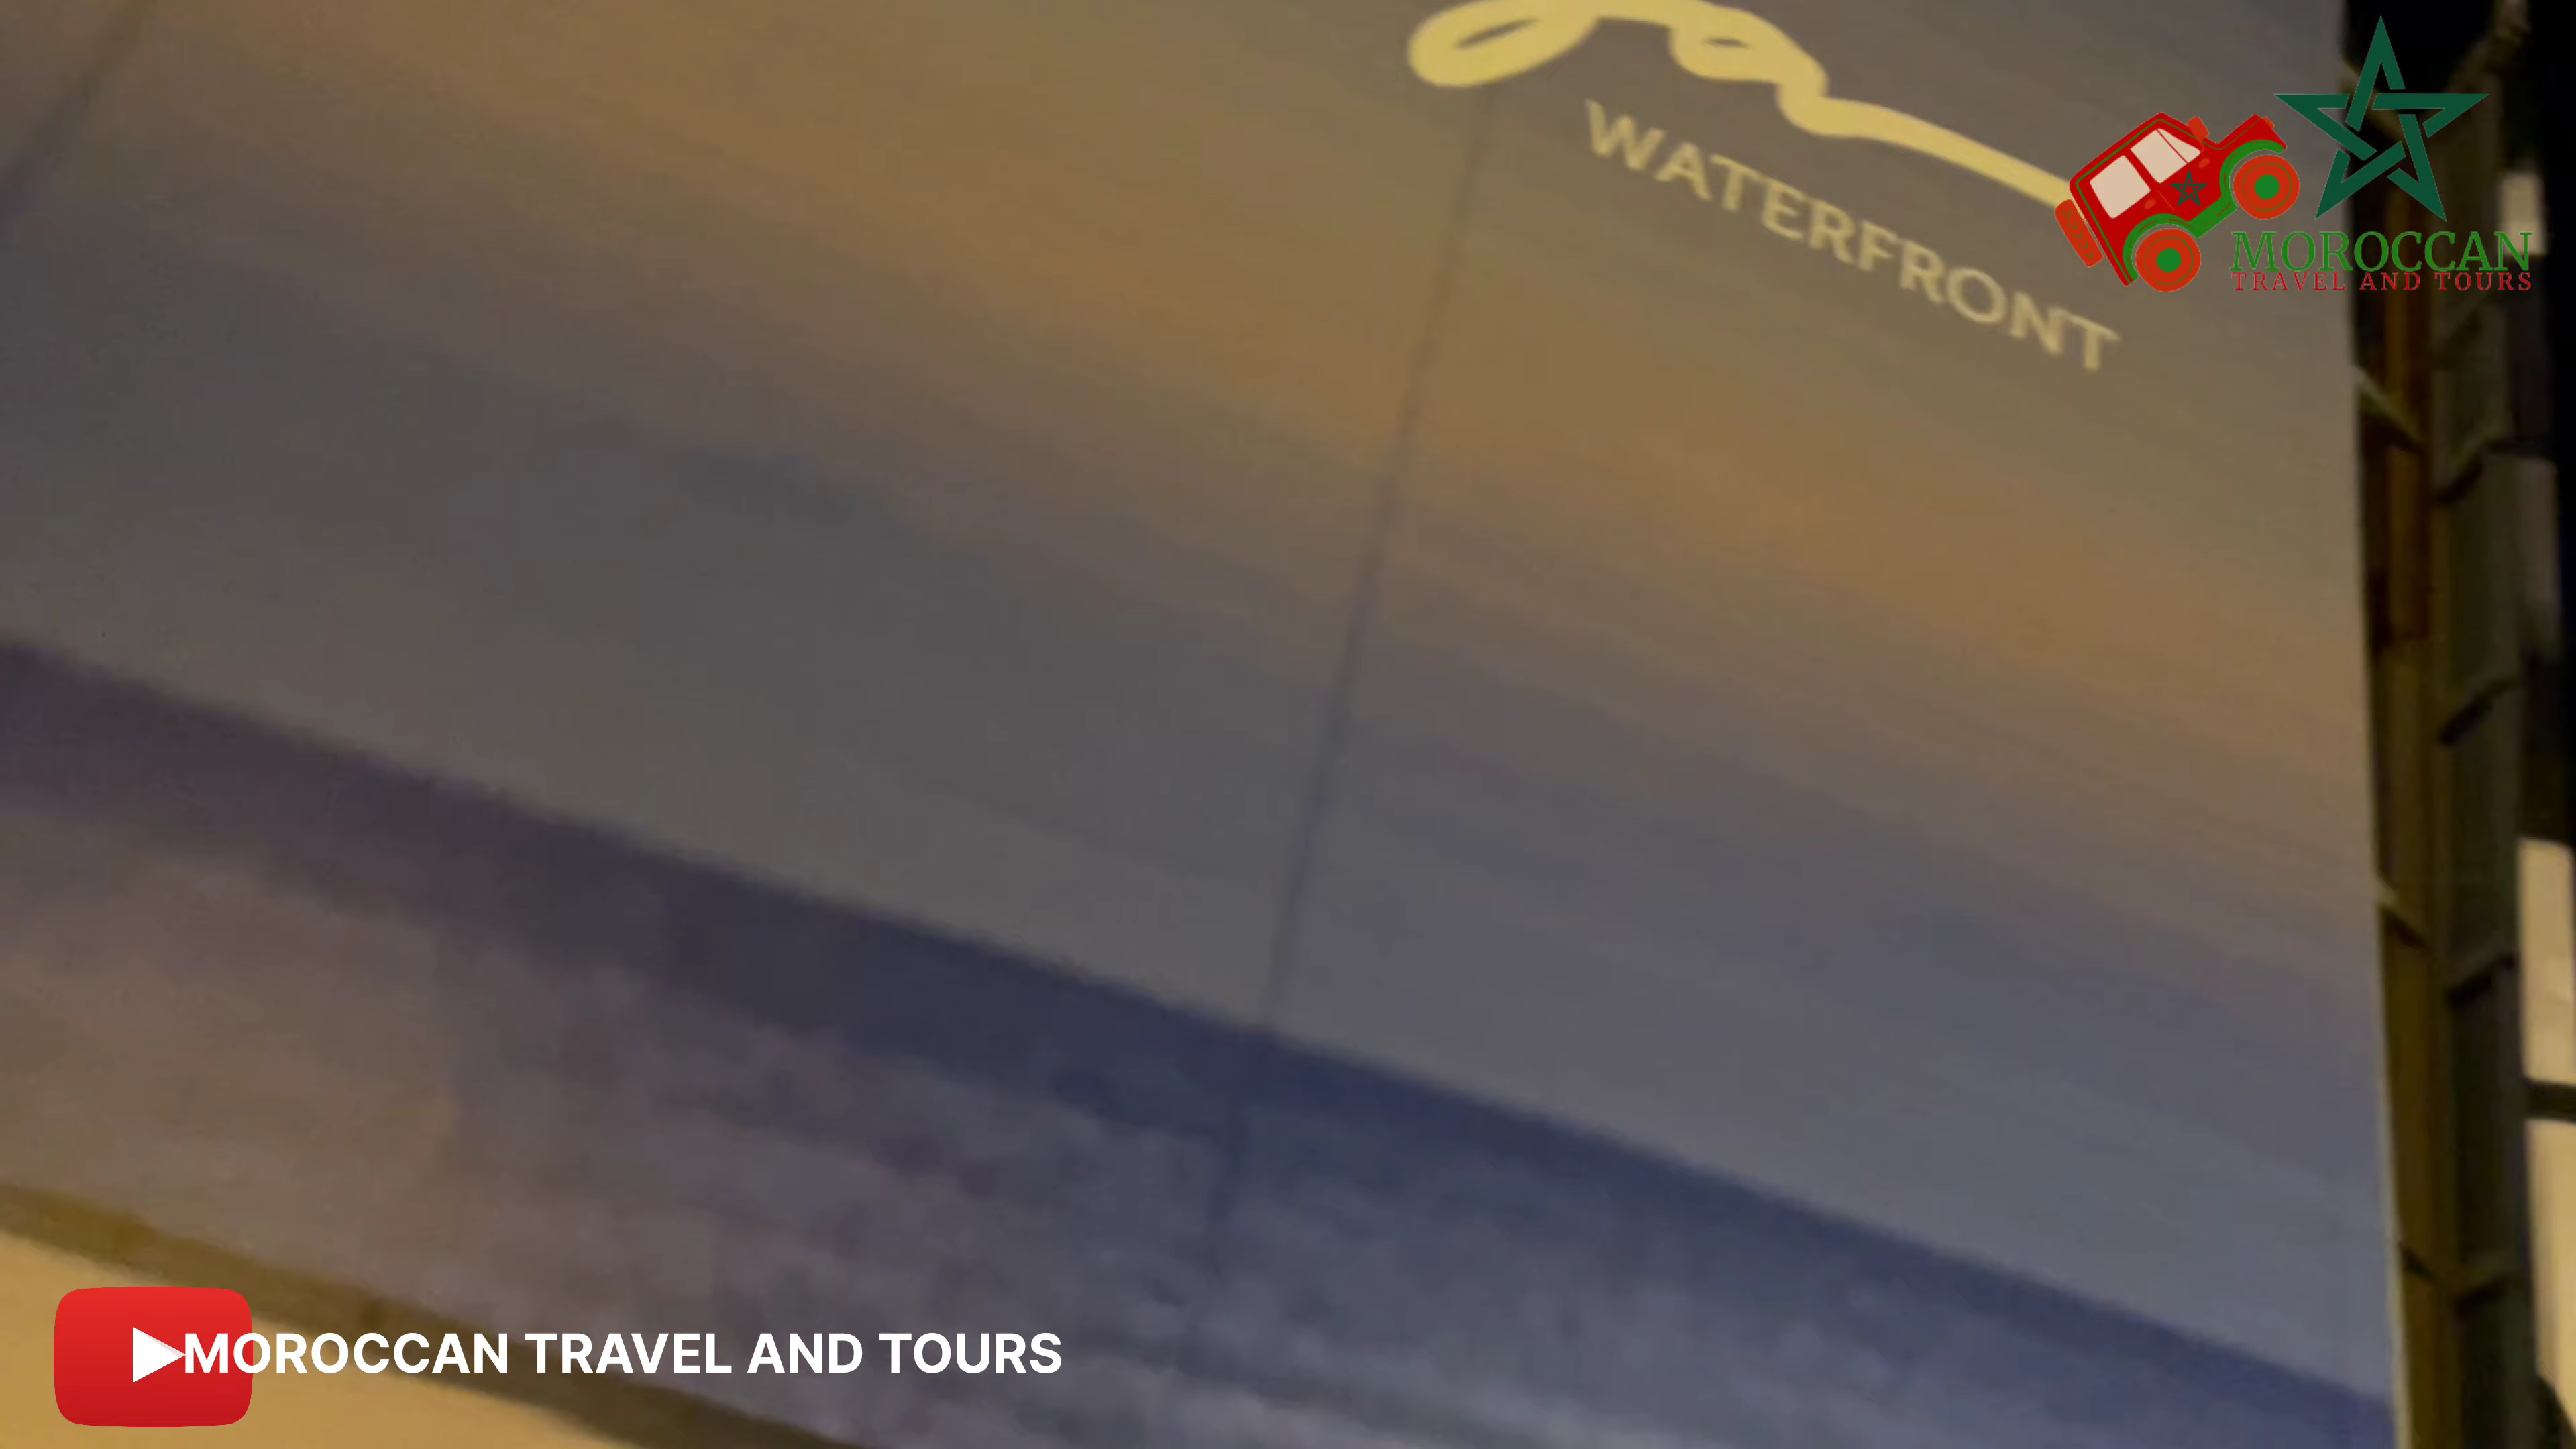 WATERFRONT
MOROCCAN
TRAVEL AND TOURS
MOROCCAN TRAVEL AND TOURS